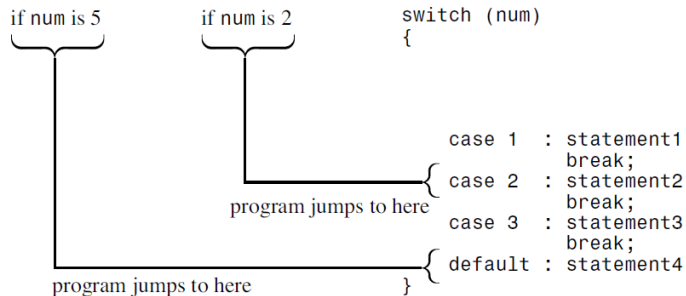 if num is 5 if num is 2 switch (num)
{
case 1 : statement1
break;
case 2 : statement2
program jumps to here break;
case 3 : statement3
break;
default : statement4
program jumps to here }